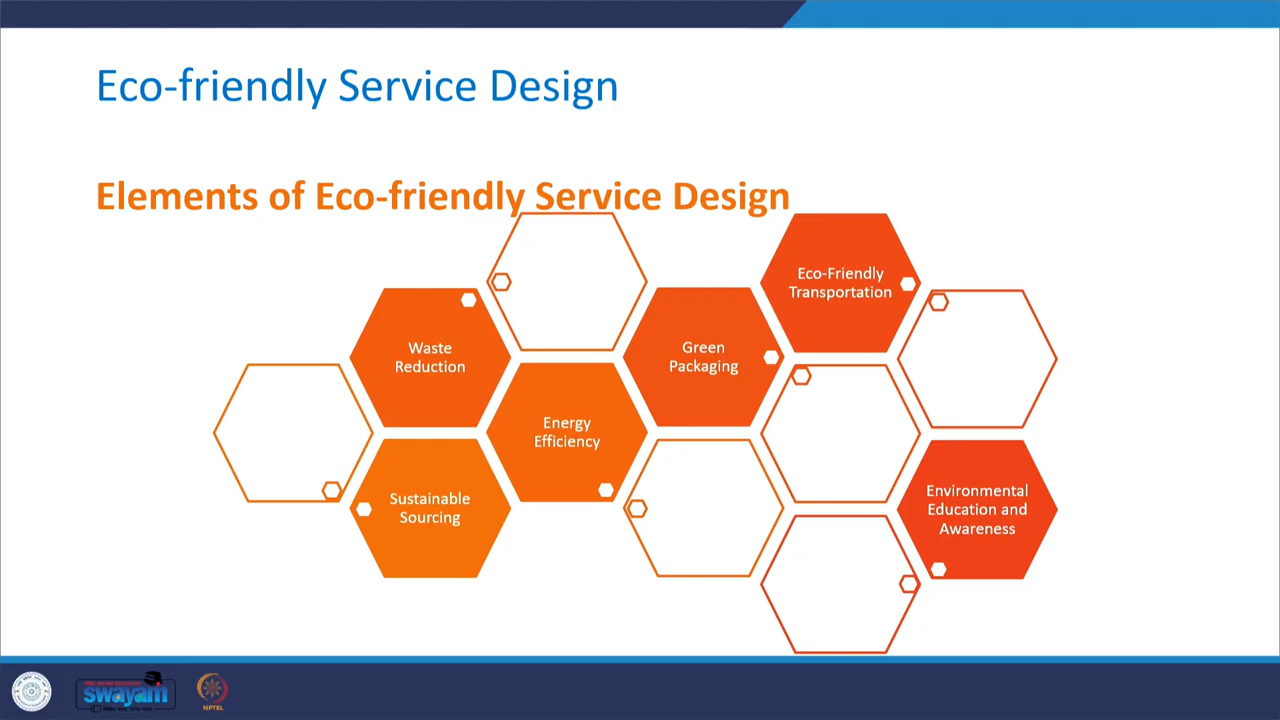 Eco-friendly Service Design
Elements of Eco-friendly Service Design
Eco-Friendly
Transportation
Waste
Reduction
Green
Packaging
Energy
Efficiency
Sustainable
Sourcing
Environmental
Education and
Awareness
swayam
NPTEL